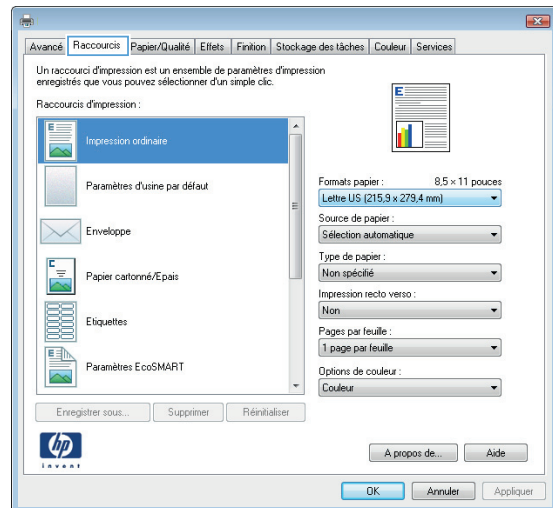 Avancé Raccourcis Papier/Qualité Effets Finition Stockage des tâches Couleur Services
Un raccourci d'impression est un ensemble de paramètres d'impression
enregistrés que vous pouvez sélectionner d'un simple clic.
Raccourcis d'impression :
Impression ordinaire
Paramètres d'usine par défaut
Enveloppe
Papier cartonné/Epais
Etiquettes
Paramètres EcoSMART
Enregistrer sous... Supprimer Réinitialiser
E
Formats papier : 8,5 × 11 pouces
Lettre US (215,9 x 279,4 mm)
Source de papier :
Sélection automatique
Type de papier :
Non spécifié
Impression recto verso :
Non
Pages par feuille :
1 page par feuille
Options de couleur :
Couleur
hp
invent
A propos de... Aide
OK Annuler Appliquer